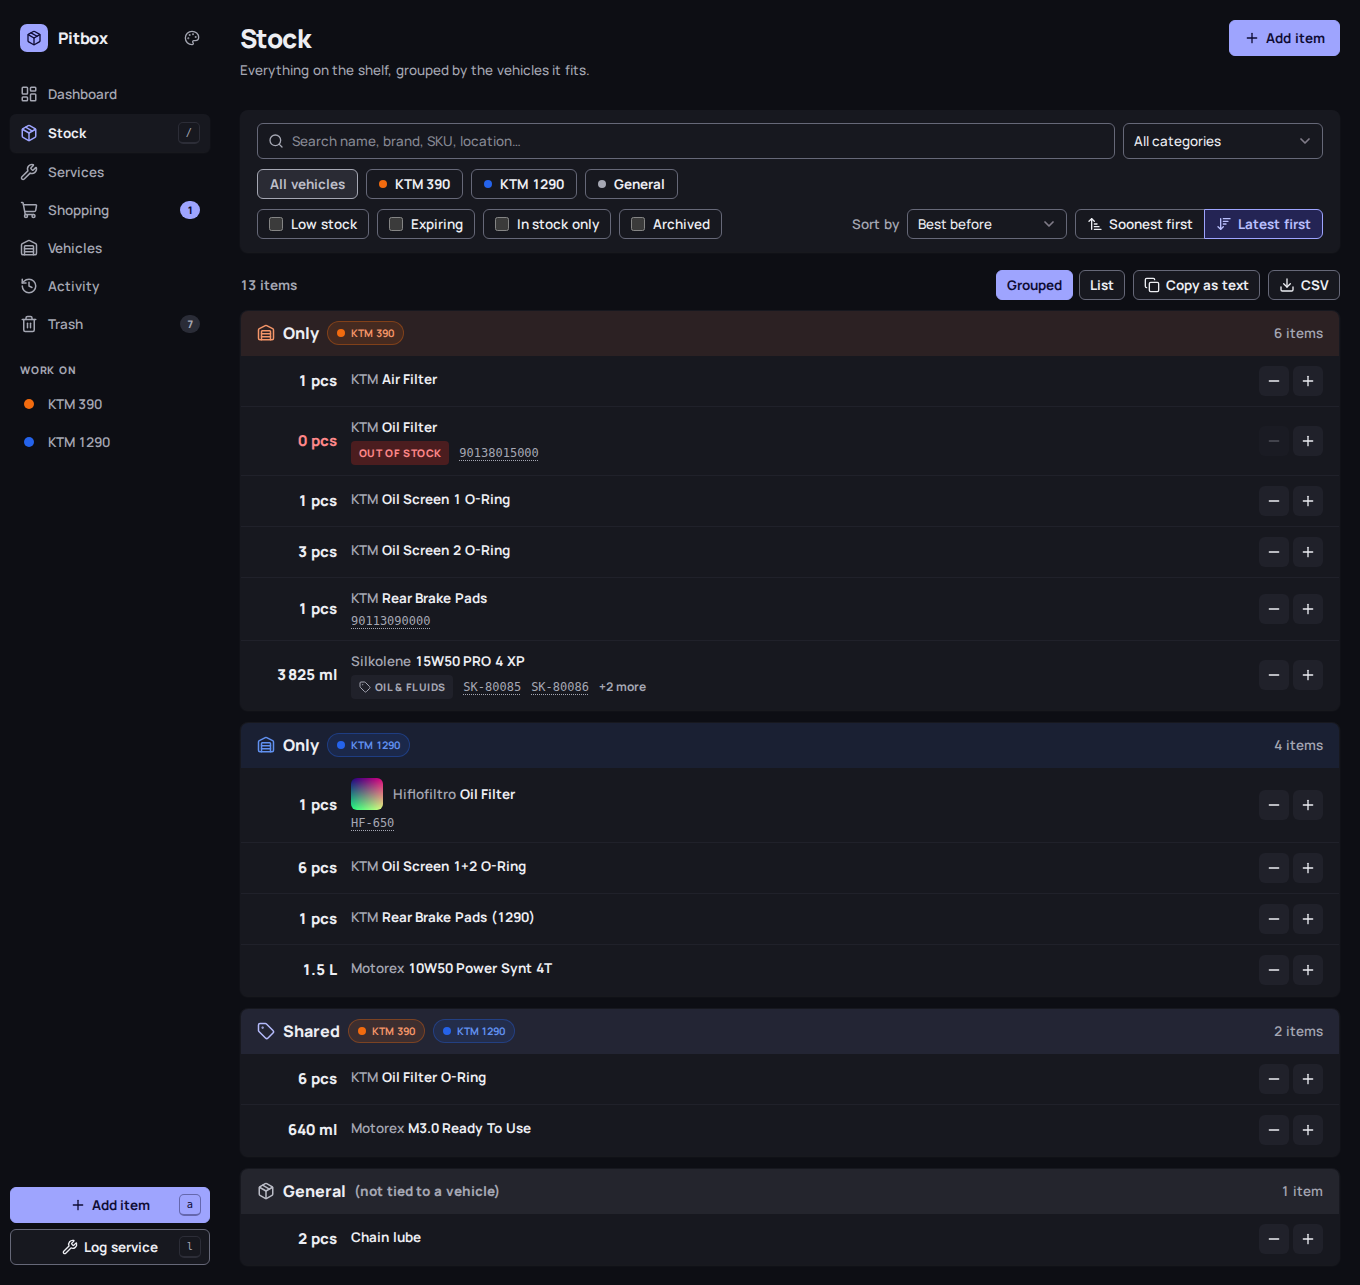 Pitbox
Dashboard
Stock /
Services
Shopping 1
Vehicles
Activity
Trash 7
WORK ON
KTM 390
KTM 1290
+ Add item a
Log service l
Stock
Everything on the shelf, grouped by the vehicles it fits.
+ Add item
Search name, brand, SKU, location…
All categories
All vehicles KTM 390 KTM 1290 General
Low stock Expiring In stock only Archived Sort by Best before Soonest first Latest first
13 items Grouped List Copy as text CSV
Only KTM 390 6 items
1 pcs KTM Air Filter − +
0 pcs KTM Oil Filter − +
OUT OF STOCK 90138015000
1 pcs KTM Oil Screen 1 O-Ring − +
3 pcs KTM Oil Screen 2 O-Ring − +
1 pcs KTM Rear Brake Pads − +
90113090000
3 825 ml Silkolene 15W50 PRO 4 XP − +
OIL & FLUIDS SK-80085 SK-80086 +2 more
Only KTM 1290 4 items
1 pcs Hiflofiltro Oil Filter − +
HF-650
6 pcs KTM Oil Screen 1+2 O-Ring − +
1 pcs KTM Rear Brake Pads (1290) − +
1.5 L Motorex 10W50 Power Synt 4T − +
Shared KTM 390 KTM 1290 2 items
6 pcs KTM Oil Filter O-Ring − +
640 ml Motorex M3.0 Ready To Use − +
General (not tied to a vehicle) 1 item
2 pcs Chain lube − +